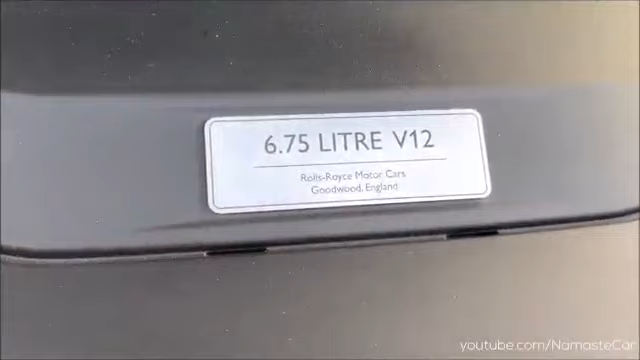 6.75 LITRE V12
Rolls-Royce Motor Cars
Goodwood, England
youtube.com/NamasteCar